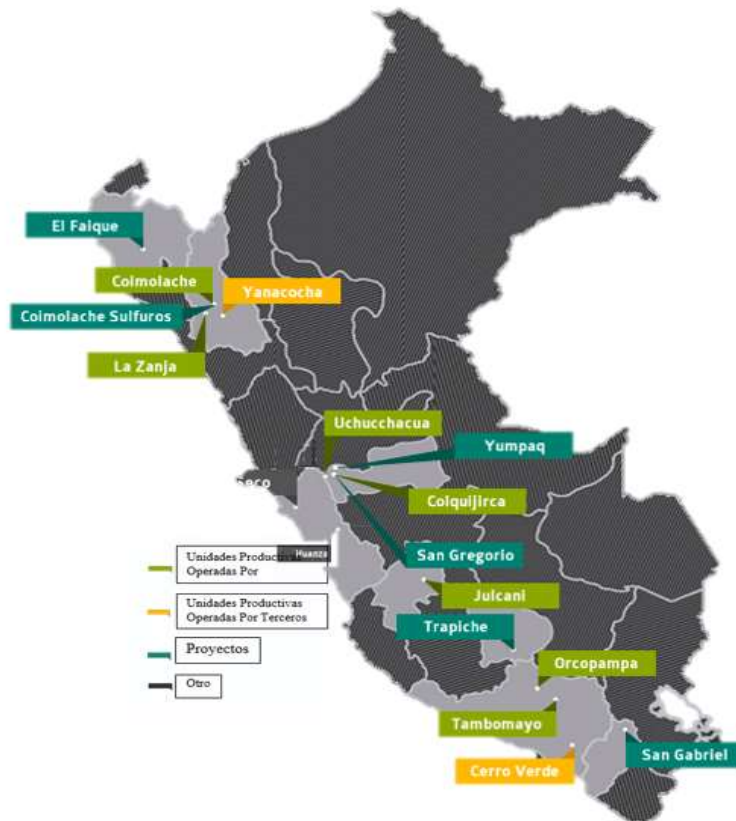 El Faique
Coimolache
Yanacocha
Coimolache Sulfuros
La Zanja
Uchucchacua
Yumpaq
Colquijirca
San Gregorio
Huanza
Julcani
Trapiche
Orcopampa
Tambomayo
San Gabriel
Cerro Verde
Unidades Productivas
Operadas Por
Unidades Productivas
Operadas Por Terceros
Proyectos
Otro